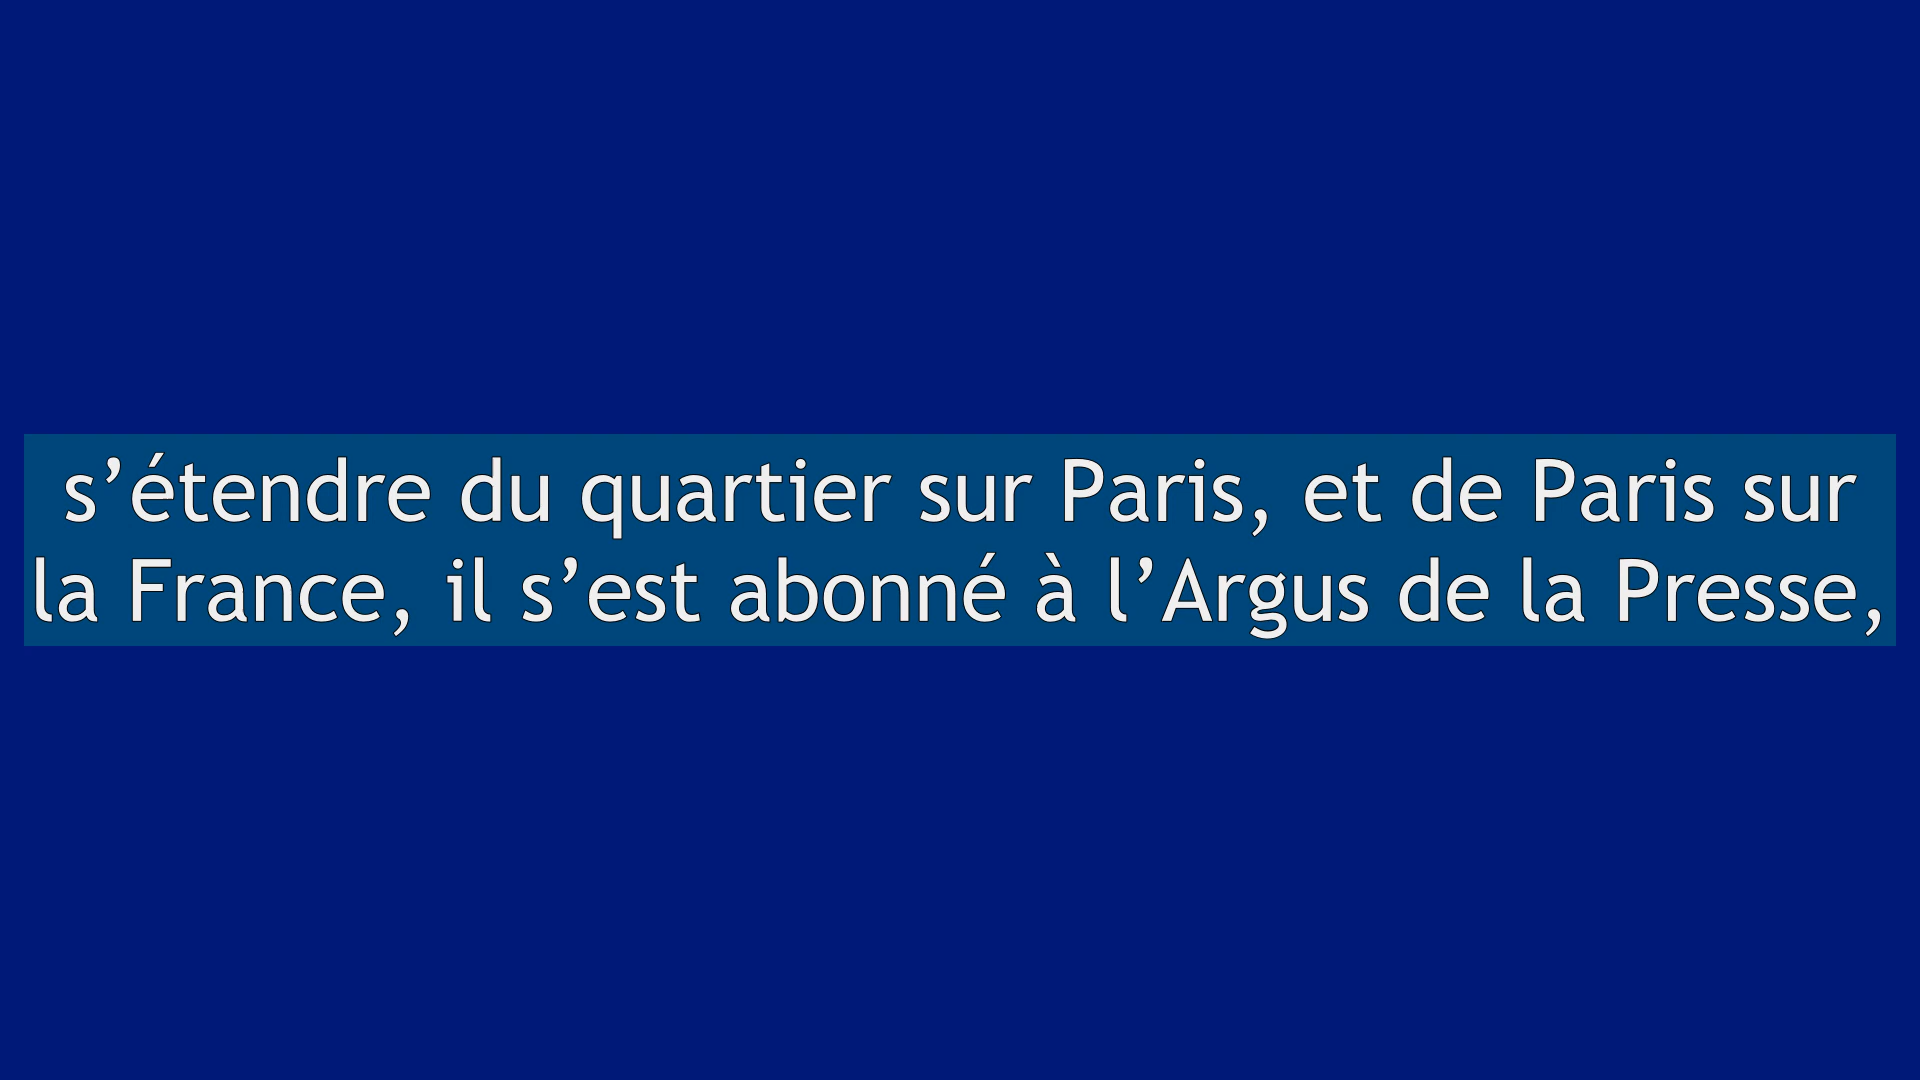 s’étendre du quartier sur Paris, et de Paris sur
la France, il s’est abonné à l’Argus de la Presse,